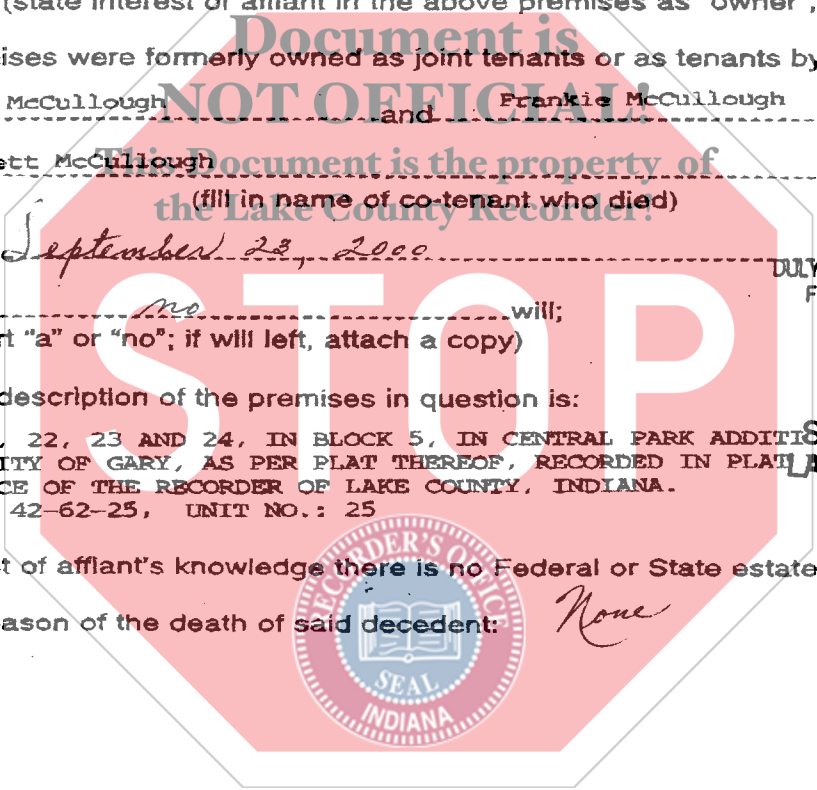 (state interest of affiant in the above premises as "owner",
Document is
ises were formerly owned as joint tenants or as tenants by
NOT OFFICIAL!
McCullough and Frankie McCullough
ett McCullough
This Document is the property of
(fill in name of co-tenant who died)
the Lake County Recorder!
September 23, 2000
DULY
F
no will;
rt "a" or "no"; if will left, attach a copy)
STOP
description of the premises in question is:
, 22, 23 AND 24, IN BLOCK 5, IN CENTRAL PARK ADDITI
ITY OF GARY, AS PER PLAT THEREOF, RECORDED IN PLAT
CE OF THE RECORDER OF LAKE COUNTY, INDIANA.
42-62-25, UNIT NO.: 25
S
LA
t of affiant's knowledge there is no Federal or State estate
ason of the death of said decedent: None
RECORDER'S OFFICE
SEAL
INDIANA